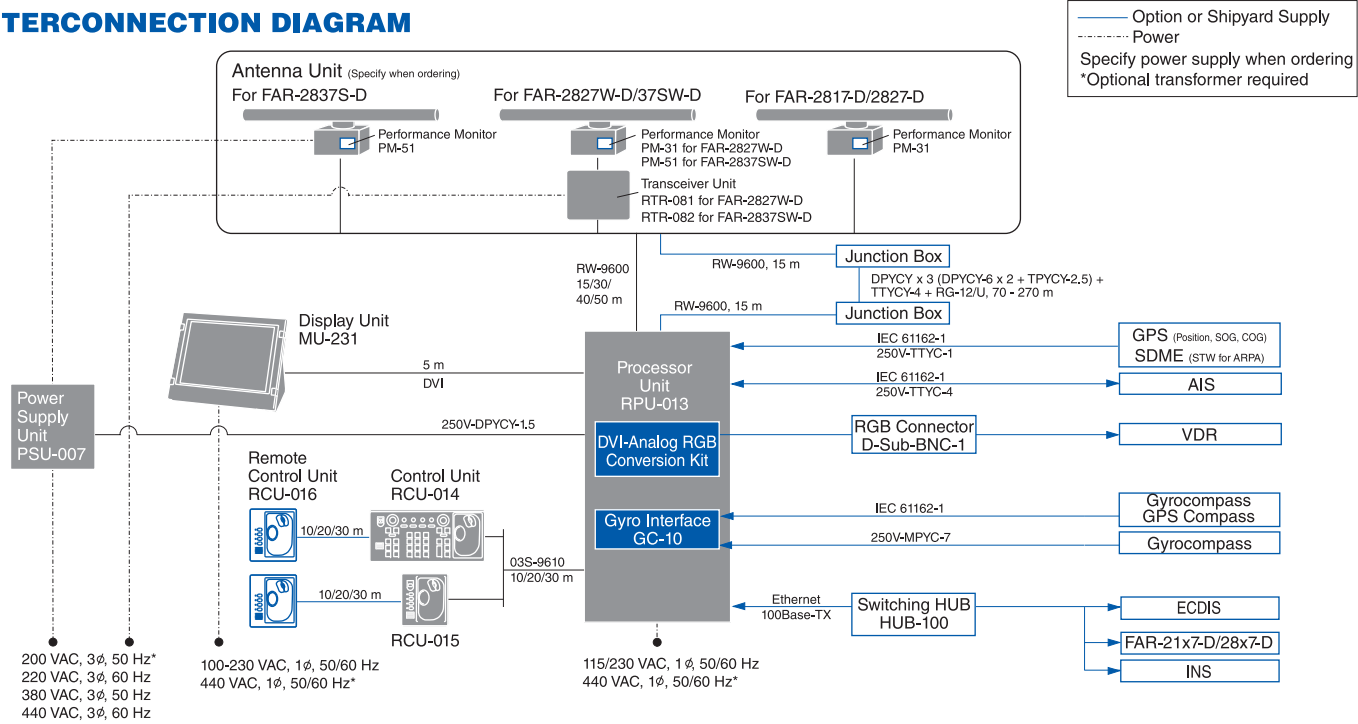 TERCONNECTION DIAGRAM
Option or Shipyard Supply
Power
Specify power supply when ordering
*Optional transformer required
Antenna Unit (Specify when ordering)
For FAR-2837S-D
For FAR-2827W-D/37SW-D
For FAR-2817-D/2827-D
Performance Monitor
PM-51
Performance Monitor
PM-31 for FAR-2827W-D
PM-51 for FAR-2837SW-D
Performance Monitor
PM-31
Transceiver Unit
RTR-081 for FAR-2827W-D
RTR-082 for FAR-2837SW-D
RW-9600
15/30/
40/50 m
RW-9600, 15 m
Junction Box
DPYCY x 3 (DPYCY-6 x 2 + TPYCY-2.5) +
TTYCY-4 + RG-12/U, 70 - 270 m
RW-9600, 15 m
Junction Box
Display Unit
MU-231
5 m
DVI
Processor
Unit
RPU-013
IEC 61162-1
250V-TTYC-1
GPS (Position, SOG, COG)
SDME (STW for ARPA)
IEC 61162-1
250V-TTYC-4
AIS
Power
Supply
Unit
PSU-007
250V-DPYCY-1.5
DVI-Analog RGB
Conversion Kit
RGB Connector
D-Sub-BNC-1
VDR
Remote
Control Unit
RCU-016
Control Unit
RCU-014
10/20/30 m
Gyro Interface
GC-10
IEC 61162-1
Gyrocompass
GPS Compass
250V-MPYC-7
Gyrocompass
03S-9610
10/20/30 m
10/20/30 m
RCU-015
Ethernet
100Base-TX
Switching HUB
HUB-100
ECDIS
FAR-21x7-D/28x7-D
INS
200 VAC, 3ø, 50 Hz*
220 VAC, 3ø, 60 Hz
380 VAC, 3ø, 50 Hz
440 VAC, 3ø, 60 Hz
100-230 VAC, 1ø, 50/60 Hz
440 VAC, 1ø, 50/60 Hz*
115/230 VAC, 1ø, 50/60 Hz
440 VAC, 1ø, 50/60 Hz*